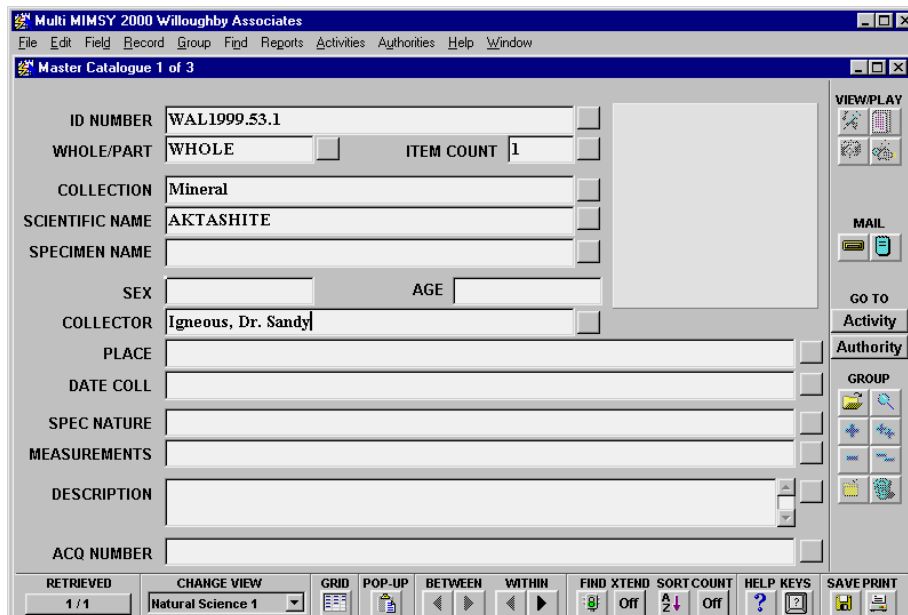 Multi MIMSY 2000 Willoughby Associates
File Edit Field Record Group Find Reports Activities Authorities Help Window
Master Catalogue 1 of 3
VIEW/PLAY
ID NUMBER WAL1999.53.1
WHOLE/PART WHOLE ITEM COUNT 1
COLLECTION Mineral
SCIENTIFIC NAME AKTASHITE
SPECIMEN NAME
MAIL
SEX AGE
GO TO
COLLECTOR Igneous, Dr. Sandy
Activity
PLACE
Authority
DATE COLL
GROUP
SPEC NATURE
MEASUREMENTS
DESCRIPTION
ACQ NUMBER
RETRIEVED CHANGE VIEW GRID POP-UP BETWEEN WITHIN FIND XTEND SORT COUNT HELP KEYS SAVE PRINT
1 / 1 Natural Science 1 Off A Z Off ? ?